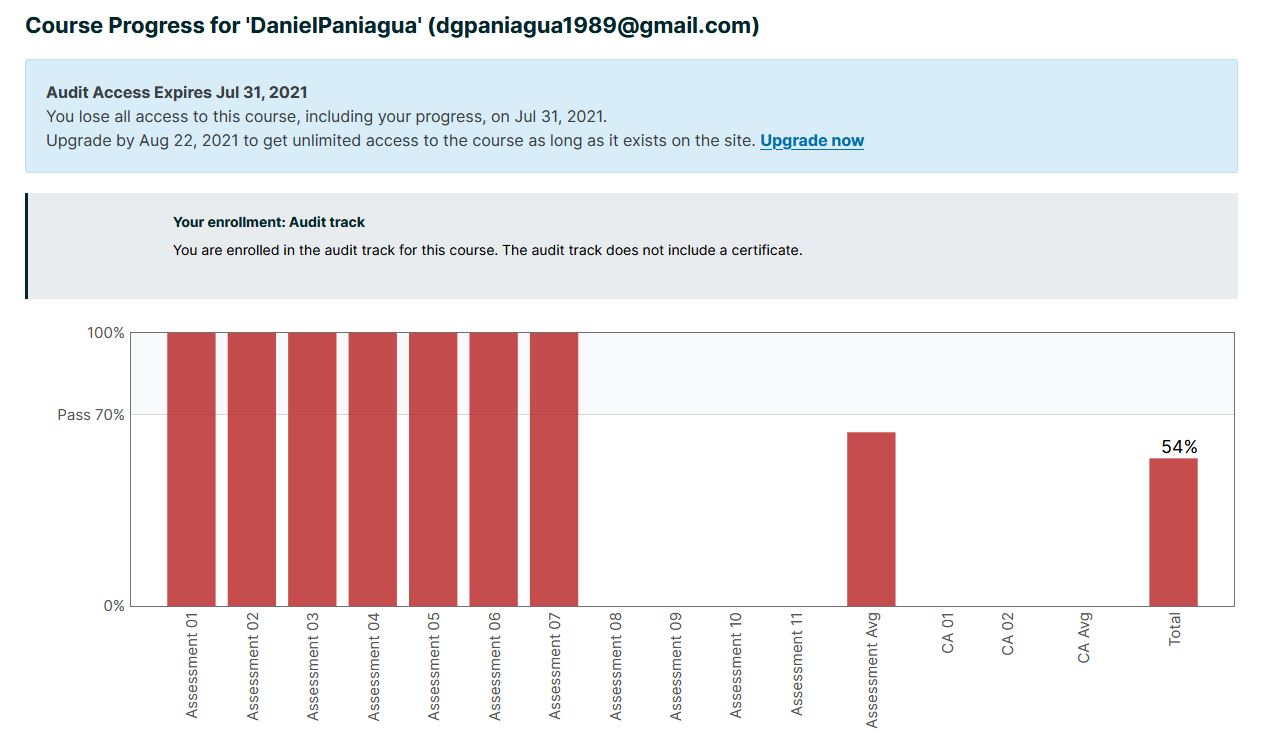 Course Progress for 'DanielPaniagua' (dgpaniagua1989@gmail.com)
Audit Access Expires Jul 31, 2021
You lose all access to this course, including your progress, on Jul 31, 2021.
Upgrade by Aug 22, 2021 to get unlimited access to the course as long as it exists on the site. Upgrade now
Your enrollment: Audit track
You are enrolled in the audit track for this course. The audit track does not include a certificate.
100%
Pass 70%
0%
54%
Assessment 01
Assessment 02
Assessment 03
Assessment 04
Assessment 05
Assessment 06
Assessment 07
Assessment 08
Assessment 09
Assessment 10
Assessment 11
Assessment Avg
CA 01
CA 02
CA Avg
Total